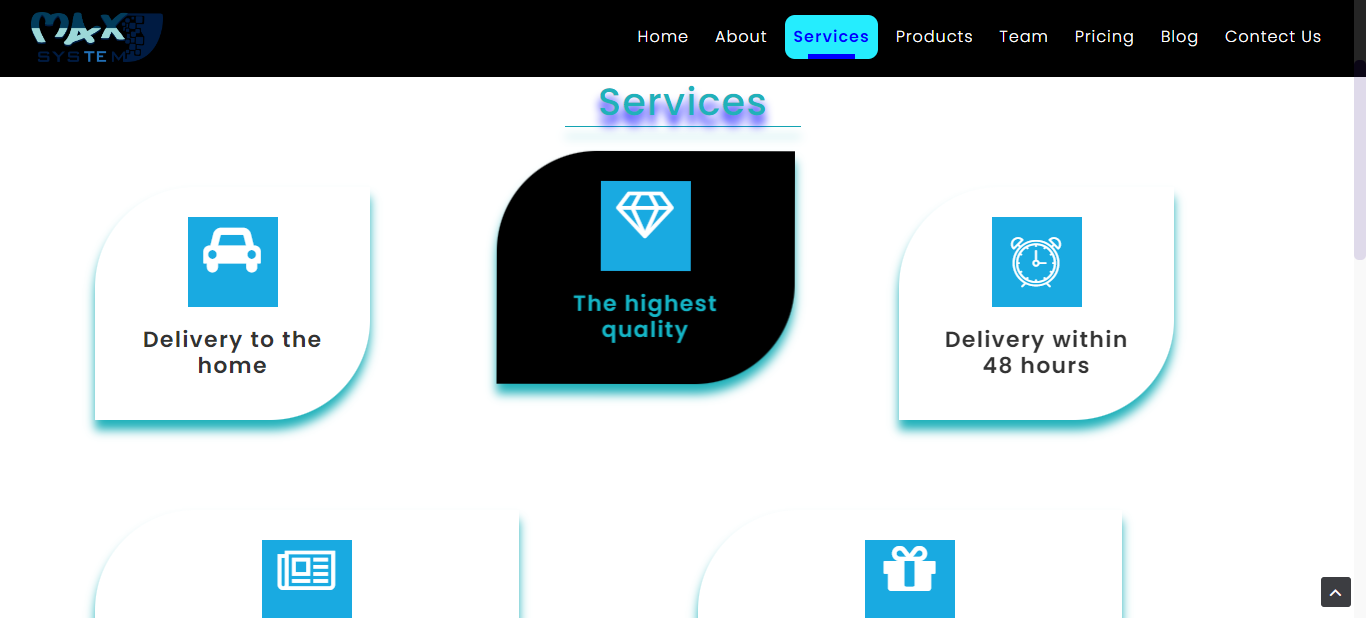 MAX
SYSTEM
Home About Services Products Team Pricing Blog Contect Us
Services
The highest
quality
Delivery to the
home
Delivery within
48 hours